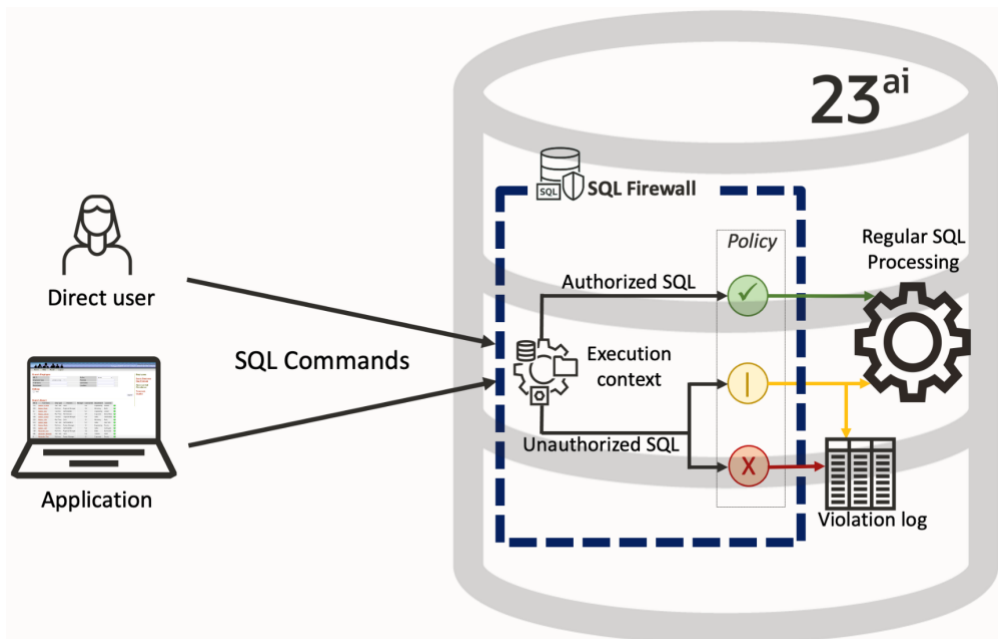 23ai
SQL
SQL Firewall
Policy
Regular SQL
Processing
Authorized SQL
Direct user
SQL Commands
Execution
context
Unauthorized SQL
X
Application
Violation log